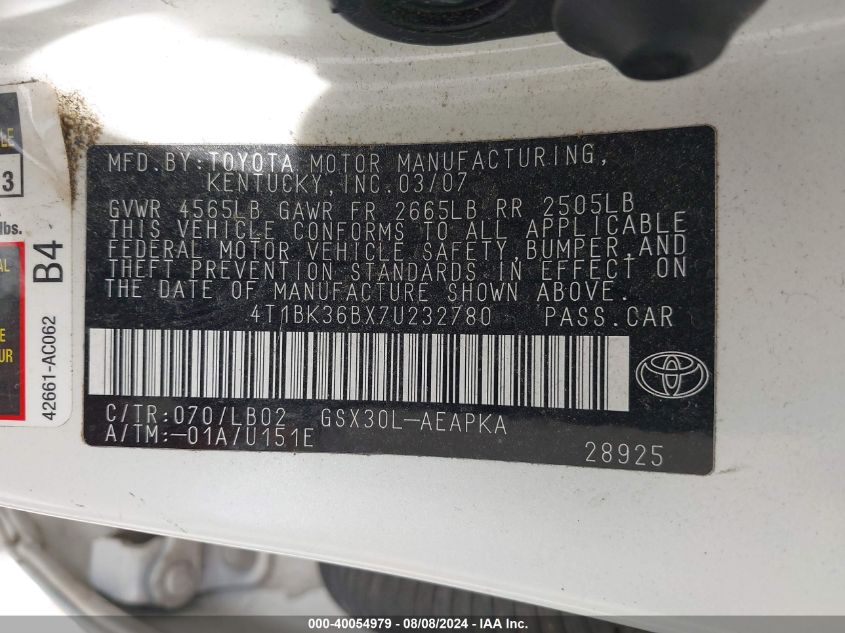 MFD.BY:TOYOTA MOTOR MANUFACTURING,
KENTUCKY,INC.03/07
GVWR 4565LB GAWR FR 2665LB RR 2505LB
THIS VEHICLE CONFORMS TO ALL APPLICABLE
FEDERAL MOTOR VEHICLE SAFETY,BUMPER,AND
THEFT PREVENTION STANDARDS IN EFFECT ON
THE DATE OF MANUFACTURE SHOWN ABOVE.
4T1BK36BX7U232780 PASS.CAR
C/TR:070/LB02 GSX30L-AEAPKA
A/TM:-01A/U151E
28925
3
lbs.
B4
42661-AC062
000-40054979 - 08/08/2024 - IAAI, Inc.